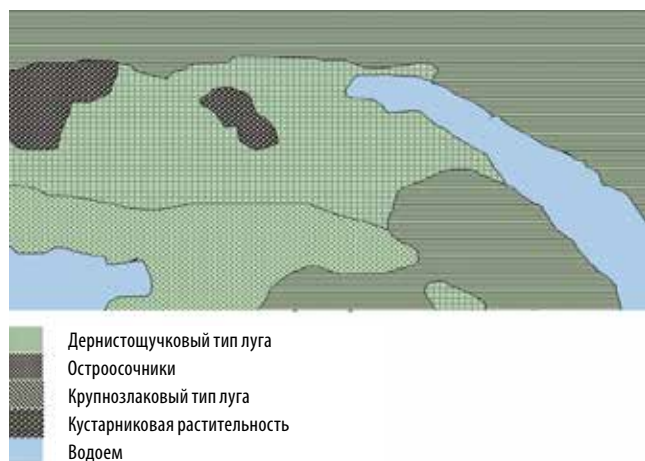 Дернистощучковый тип луга
Остроосочники
Крупнозлаковый тип луга
Кустарниковая растительность
Водоем